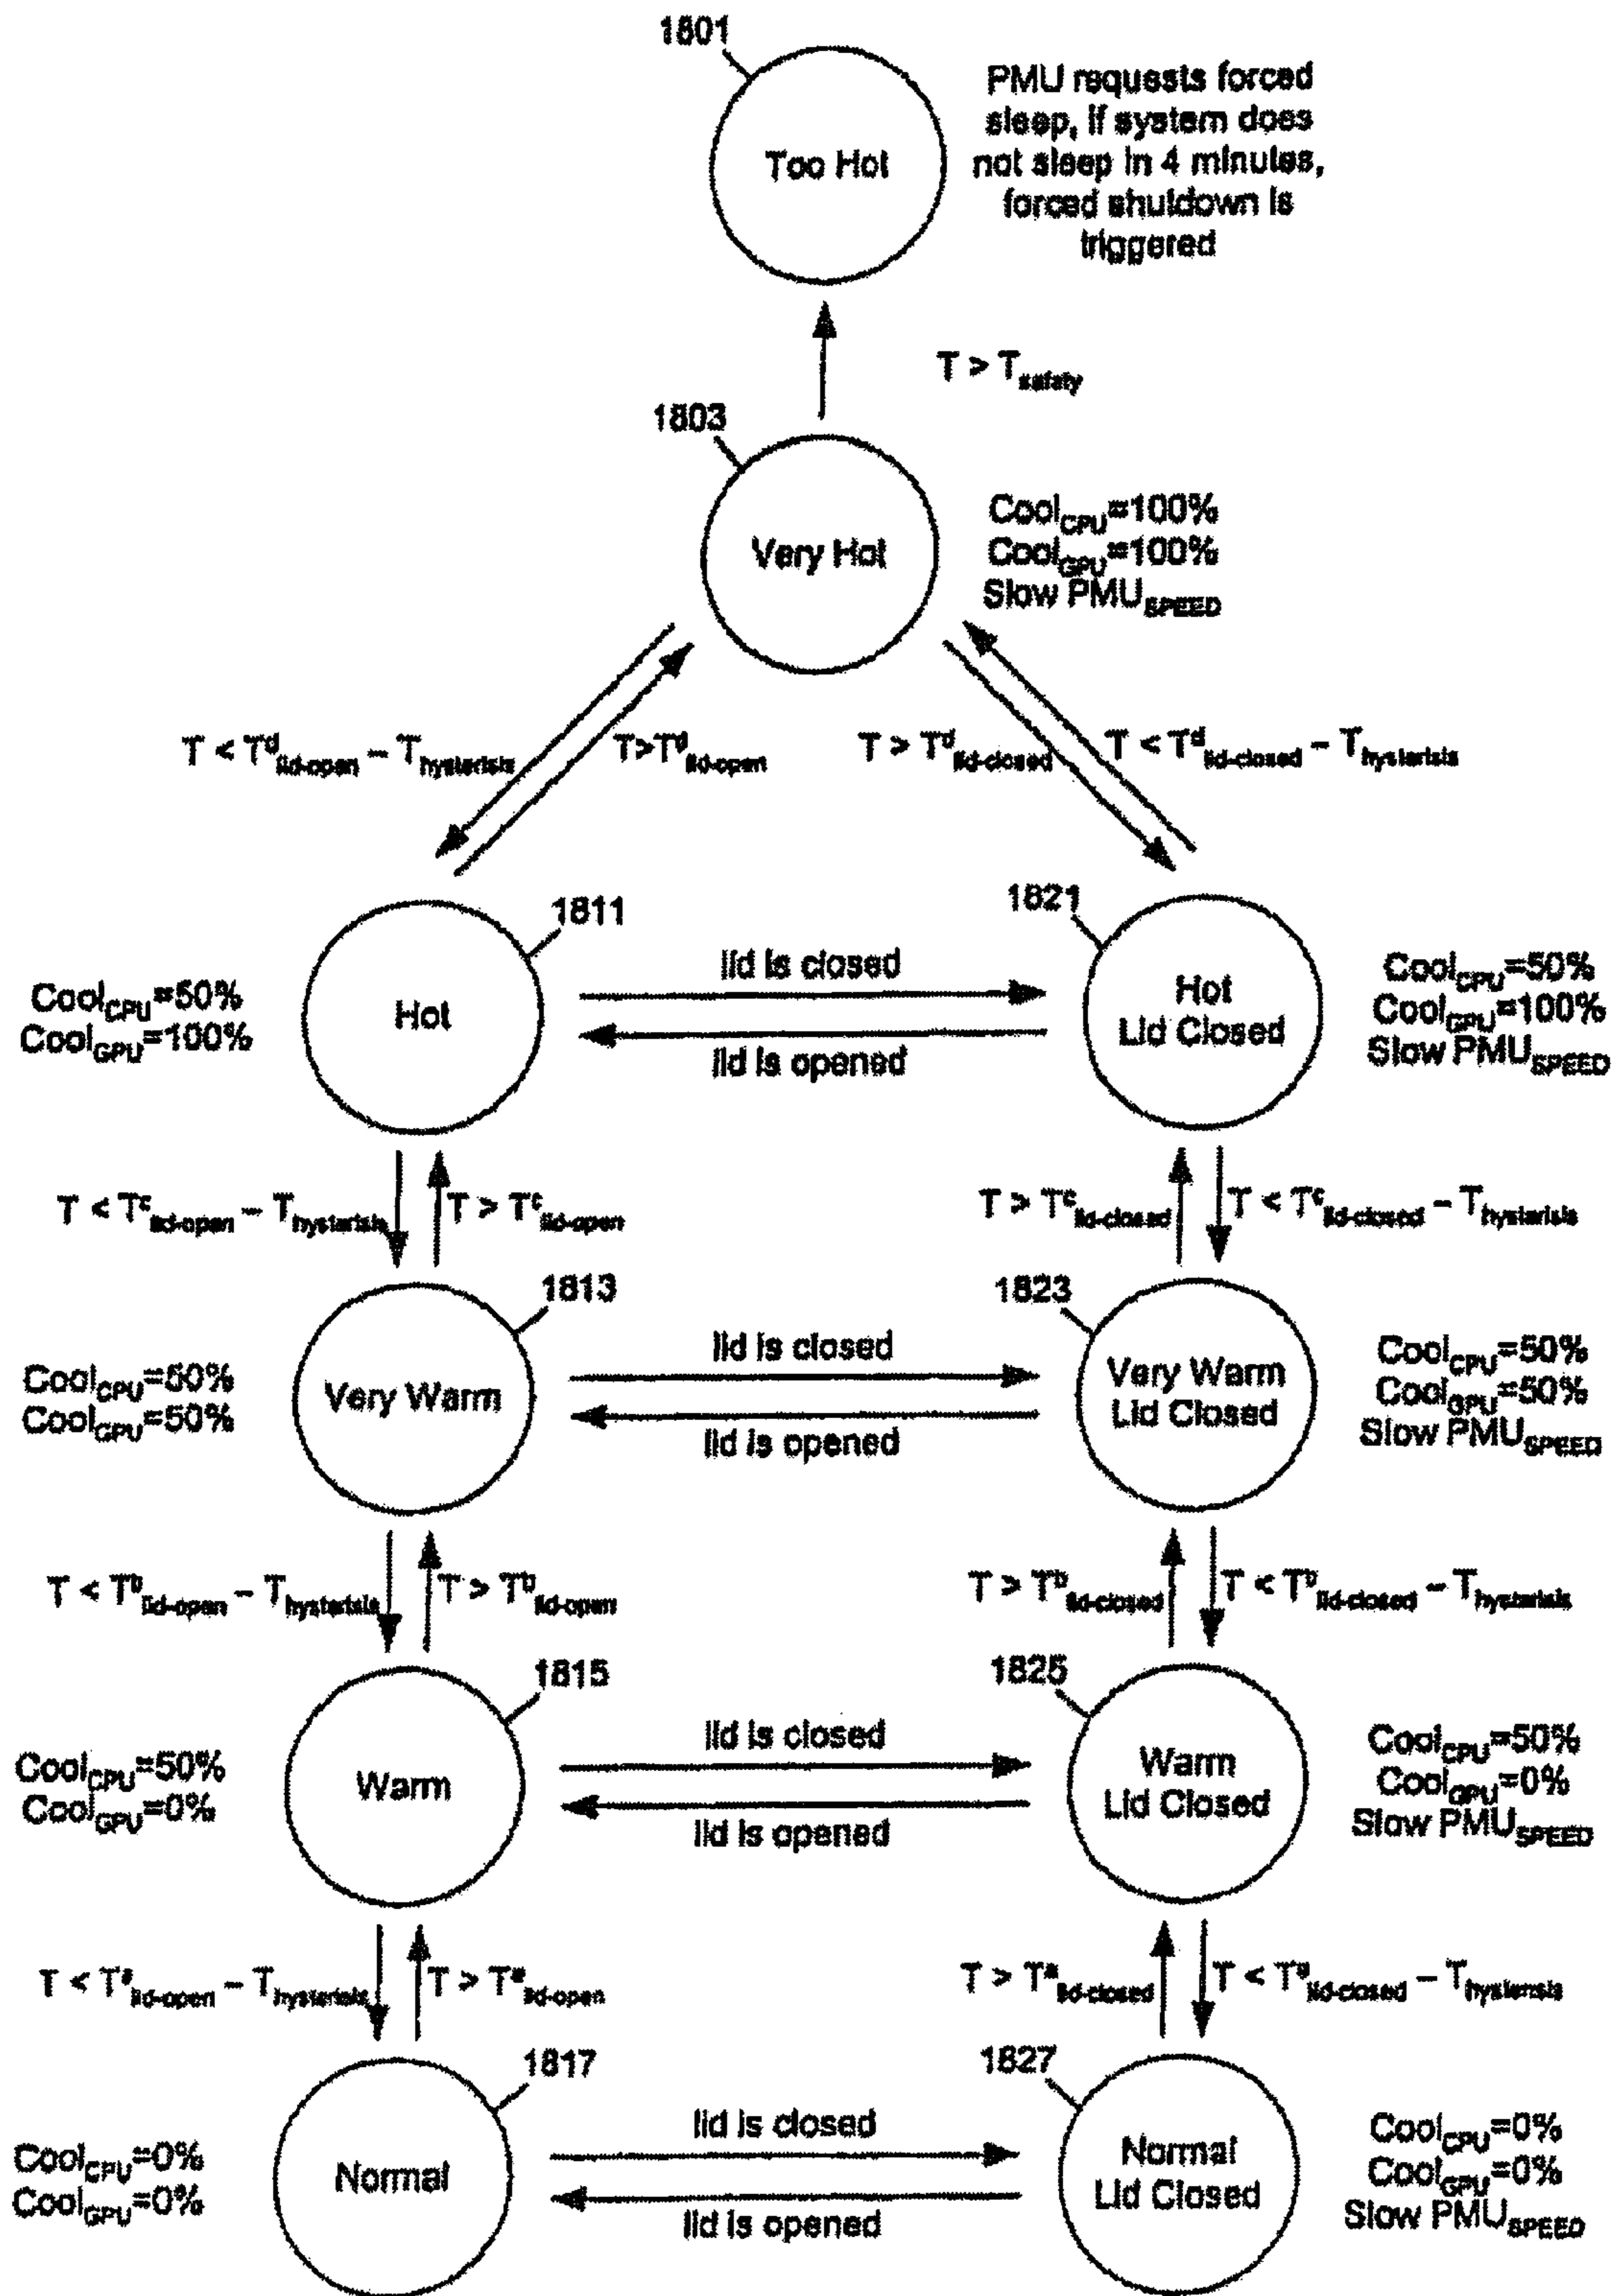 1801
Too Hot
PMU requests forced
sleep, if system does
not sleep in 4 minutes,
forced shutdown is
triggered
T > Tsafety
1803
Very Hot
CoolCPU=100%
CoolGPU=100%
Slow PMUSPEED
T < Tdlid-open – Thysterisis
T>Tdlid-open
T > Tdlid-closed
T < Tdlid-closed – Thysterisis
1811
Hot
CoolCPU=50%
CoolGPU=100%
lid is closed
lid is opened
1821
Hot
Lid Closed
CoolCPU=50%
CoolGPU=100%
Slow PMUSPEED
T < Tclid-open – Thysterisis
T > Tclid-open
T > Tclid-closed
T < Tclid-closed – Thysterisis
1813
Very Warm
CoolCPU=50%
CoolGPU=50%
lid is closed
lid is opened
1823
Very Warm
Lid Closed
CoolCPU=50%
CoolGPU=50%
Slow PMUSPEED
T < Tblid-open – Thysterisis
T > Tblid-open
T > Tblid-closed
T < Tblid-closed – Thysterisis
1815
Warm
CoolCPU=50%
CoolGPU=0%
lid is closed
lid is opened
1825
Warm
Lid Closed
CoolCPU=50%
CoolGPU=0%
Slow PMUSPEED
T < Talid-open – Thysterisis
T > Talid-open
T > Talid-closed
T < Talid-closed – Thysterisis
1817
Normal
CoolCPU=0%
CoolGPU=0%
lid is closed
lid is opened
1827
Normal
Lid Closed
CoolCPU=0%
CoolGPU=0%
Slow PMUSPEED